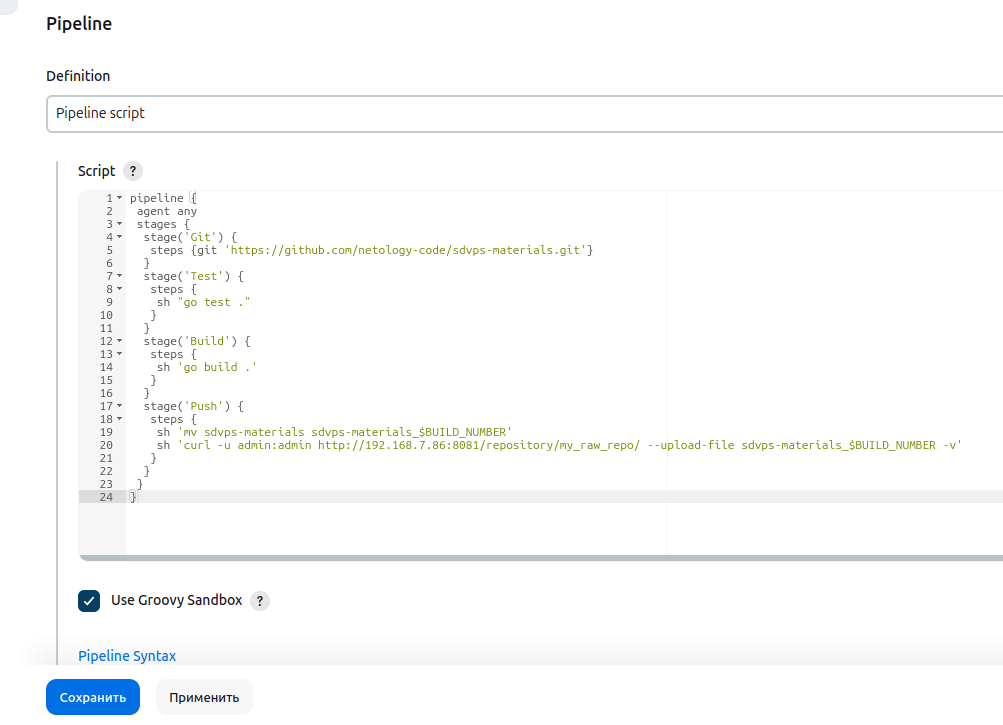 Pipeline
Definition
Pipeline script
Script ?
1 pipeline {
2 agent any
3 stages {
4 stage('Git') {
5 steps {git 'https://github.com/netology-code/sdvps-materials.git'}
6 }
7 stage('Test') {
8 steps {
9 sh "go test ."
10 }
11 }
12 stage('Build') {
13 steps {
14 sh 'go build .'
15 }
16 }
17 stage('Push') {
18 steps {
19 sh 'mv sdvps-materials sdvps-materials_$BUILD_NUMBER'
20 sh 'curl -u admin:admin http://192.168.7.86:8081/repository/my_raw_repo/ --upload-file sdvps-materials_$BUILD_NUMBER -v'
21 }
22 }
23 }
24 }
Use Groovy Sandbox ?
Pipeline Syntax
Сохранить Применить